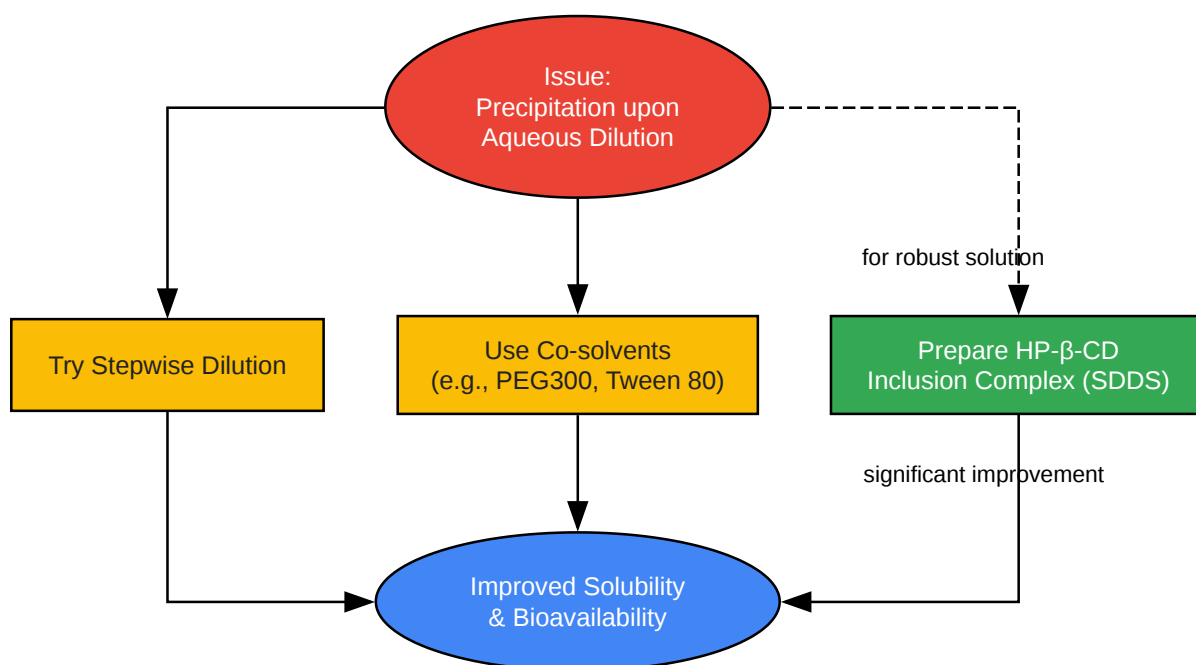 Issue:
Precipitation upon
Aqueous Dilution
for robust solution
Try Stepwise Dilution
Use Co-solvents
(e.g., PEG300, Tween 80)
Prepare HP-β-CD
Inclusion Complex (SDDS)
significant improvement
Improved Solubility
& Bioavailability